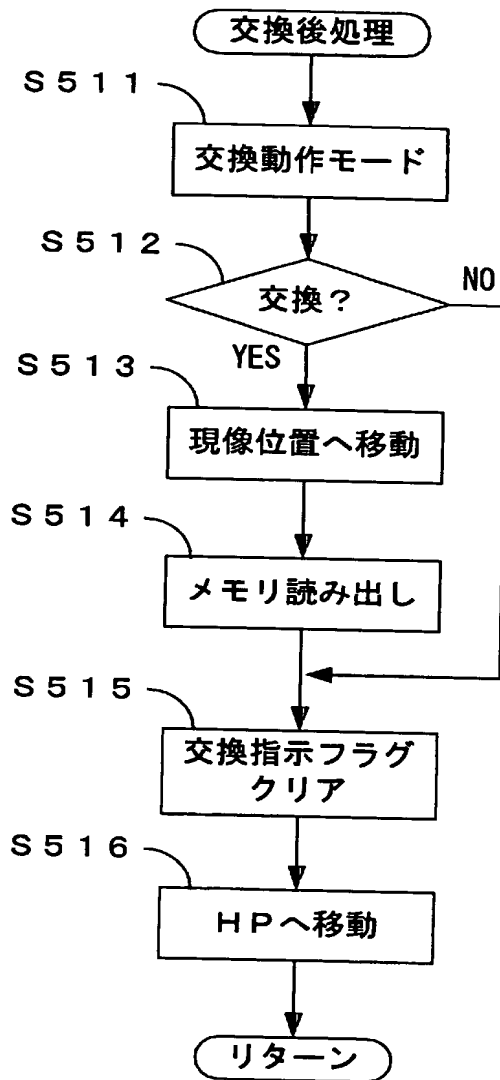 交換後処理
S511
交換動作モード
S512
交換?
NO
YES
S513
現像位置へ移動
S514
メモリ読み出し
S515
交換指示フラグ
クリア
S516
HPへ移動
リターン